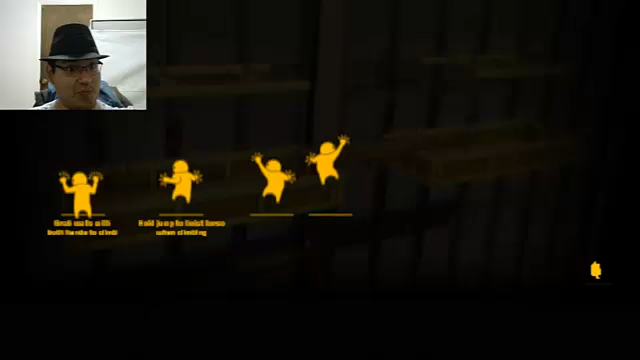 Grab walls with
both hands to climb
Hold jump to hoist torso
when climbing